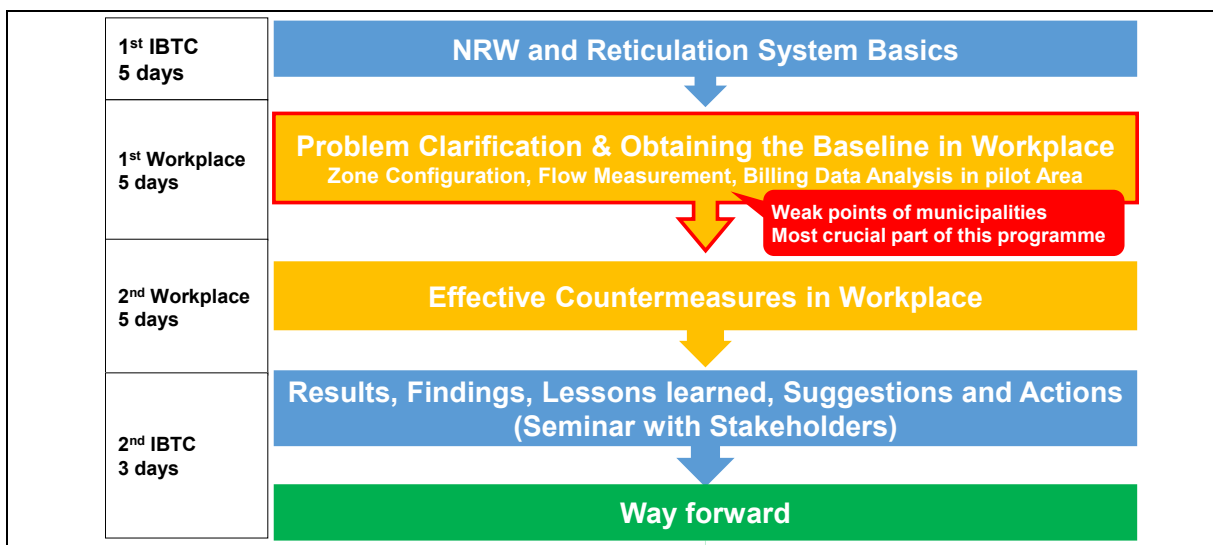 1st IBTC
5 days
NRW and Reticulation System Basics
1st Workplace
5 days
Problem Clarification & Obtaining the Baseline in Workplace
Zone Configuration, Flow Measurement, Billing Data Analysis in pilot Area
Weak points of municipalities
Most crucial part of this programme
2nd Workplace
5 days
Effective Countermeasures in Workplace
2nd IBTC
3 days
Results, Findings, Lessons learned, Suggestions and Actions
(Seminar with Stakeholders)
Way forward